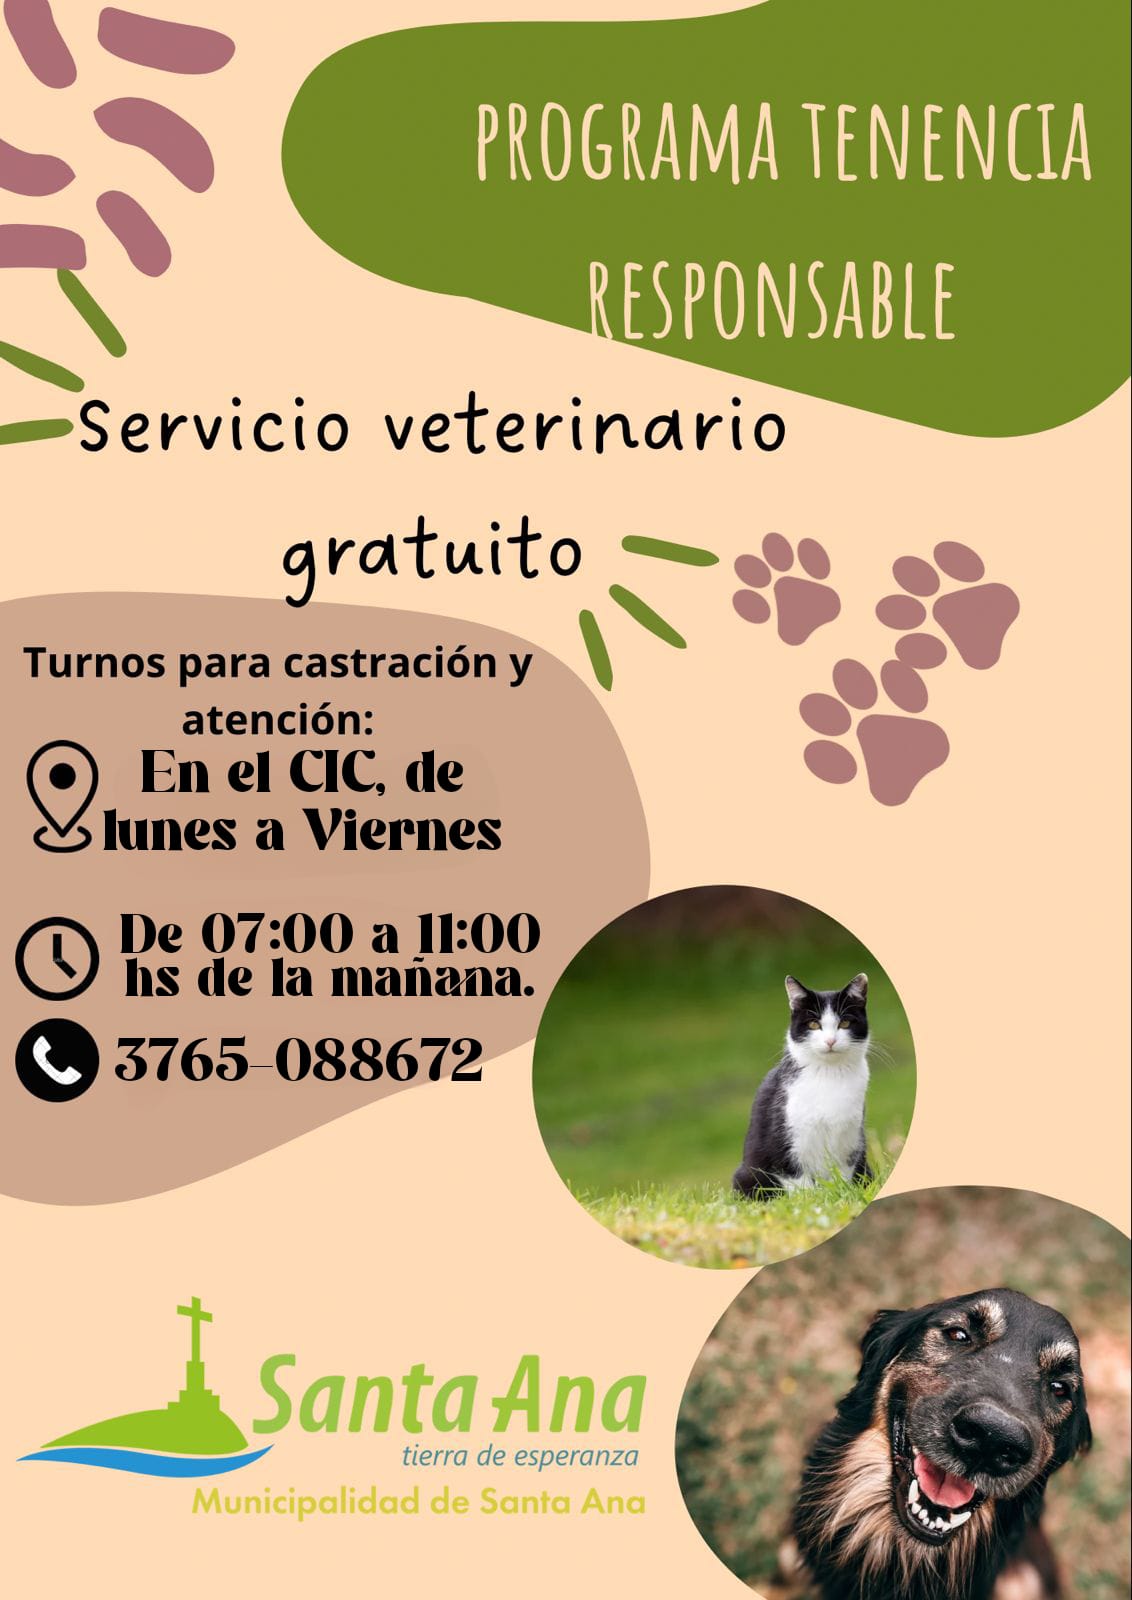 PROGRAMA TENENCIA
RESPONSABLE
Servicio veterinario
gratuito
Turnos para castración y
atención:
En el CIC, de
lunes a Viernes
De 07:00 a 11:00
hs de la mañana.
3765-088672
Santa Ana
tierra de esperanza
Municipalidad de Santa Ana